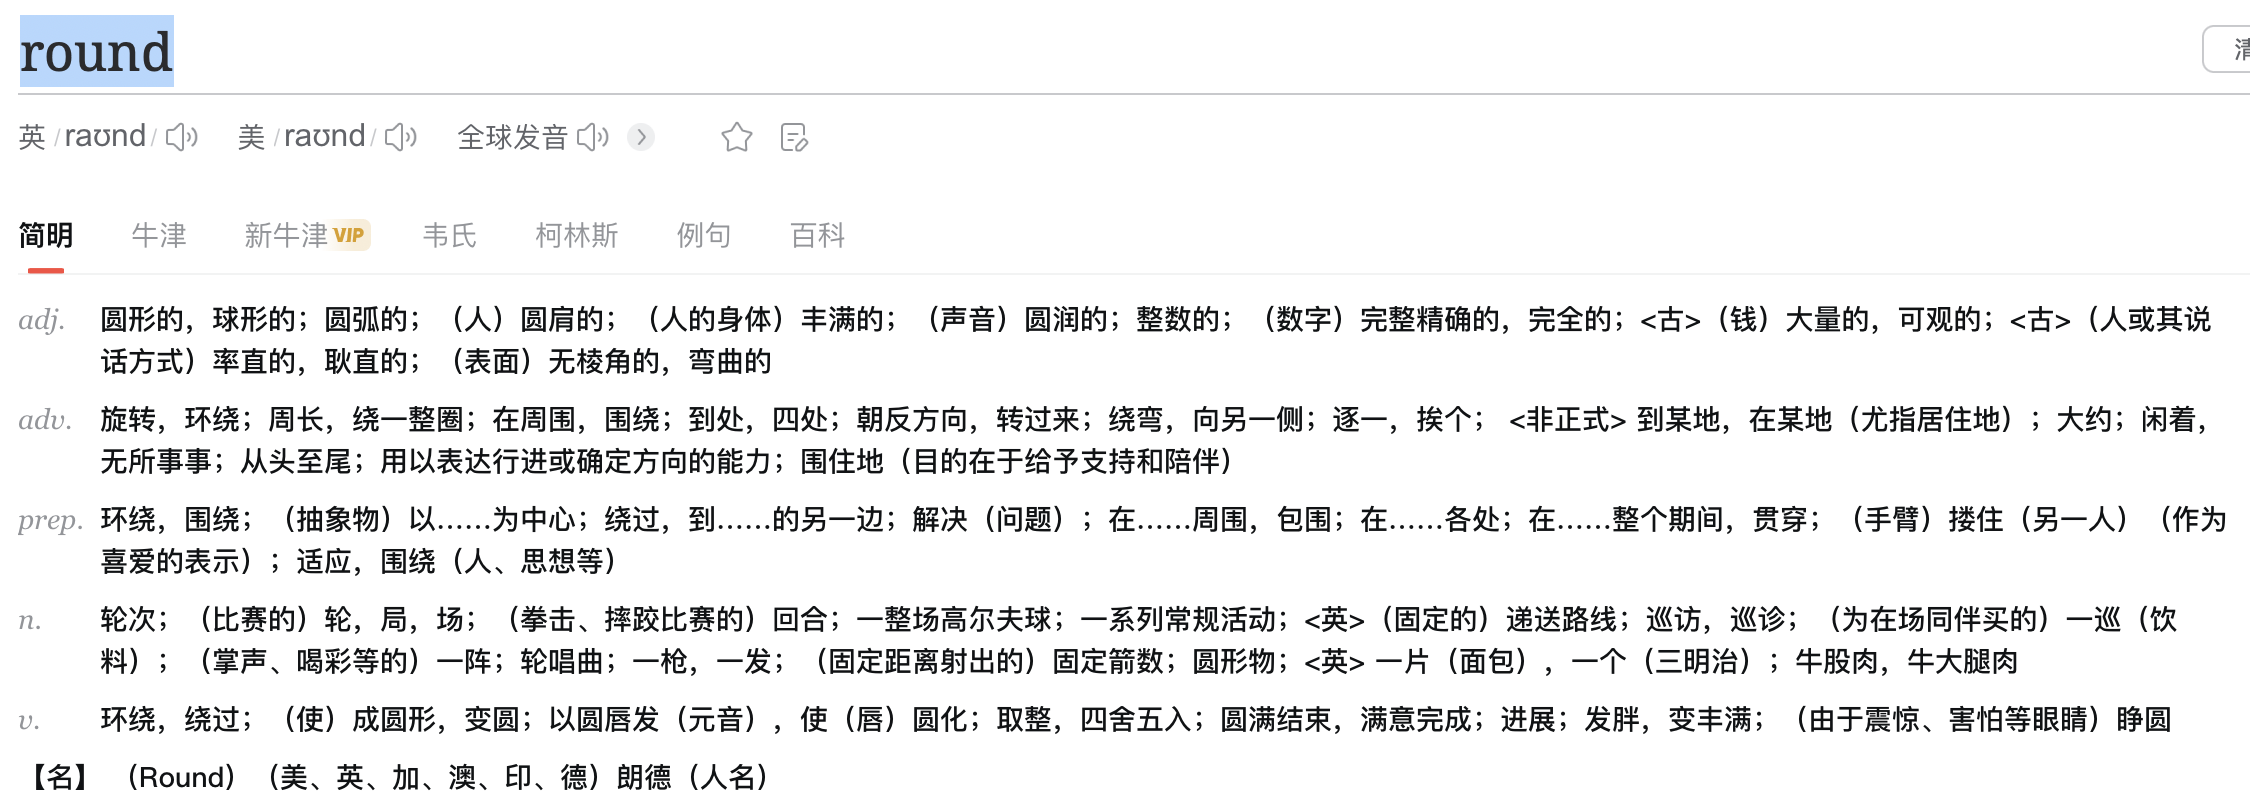 round
英 /raʊnd/ 美 /raʊnd/ 全球发音
简明 牛津 新牛津 VIP 韦氏 柯林斯 例句 百科
adj. 圆形的，球形的；圆弧的；（人）圆肩的；（人的身体）丰满的；（声音）圆润的；整数的；（数字）完整精确的，完全的；<古>（钱）大量的，可观的；<古>（人或其说
话方式）率直的，耿直的；（表面）无棱角的，弯曲的
adv. 旋转，环绕；周长，绕一整圈；在周围，围绕；到处，四处；朝反方向，转过来；绕弯，向另一侧；逐一，挨个； <非正式> 到某地，在某地（尤指居住地）；大约；闲着，
无所事事；从头至尾；用以表达行进或确定方向的能力；围住地（目的在于给予支持和陪伴）
prep. 环绕，围绕；（抽象物）以……为中心；绕过，到……的另一边；解决（问题）；在……周围，包围；在……各处；在……整个期间，贯穿；（手臂）搂住（另一人）（作为
喜爱的表示）；适应，围绕（人、思想等）
n. 轮次；（比赛的）轮，局，场；（拳击、摔跤比赛的）回合；一整场高尔夫球；一系列常规活动；<英>（固定的）递送路线；巡访，巡诊；（为在场同伴买的）一巡（饮
料）；（掌声、喝彩等的）一阵；轮唱曲；一枪，一发；（固定距离射出的）固定箭数；圆形物；<英> 一片（面包），一个（三明治）；牛股肉，牛大腿肉
v. 环绕，绕过；（使）成圆形，变圆；以圆唇发（元音），使（唇）圆化；取整，四舍五入；圆满结束，满意完成；进展；发胖，变丰满；（由于震惊、害怕等眼睛）睁圆
【名】 （Round）（美、英、加、澳、印、德）朗德（人名）